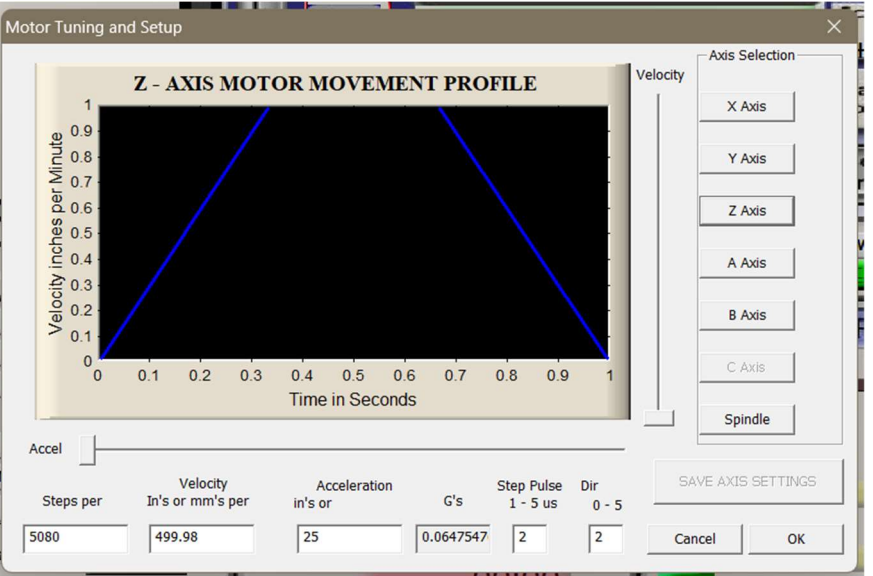 Motor Tuning and Setup
Z - AXIS MOTOR MOVEMENT PROFILE
Velocity inches per Minute
1
0.9
0.8
0.7
0.6
0.5
0.4
0.3
0.2
0.1
0
0 0.1 0.2 0.3 0.4 0.5 0.6 0.7 0.8 0.9 1
Time in Seconds
Velocity
Axis Selection
X Axis
Y Axis
Z Axis
A Axis
B Axis
C Axis
Spindle
Accel
Steps per
5080
Velocity
In's or mm's per
499.98
Acceleration
in's or
25
G's
0.0647547
Step Pulse
1 - 5 us
2
Dir
0 - 5
2
SAVE AXIS SETTINGS
Cancel
OK